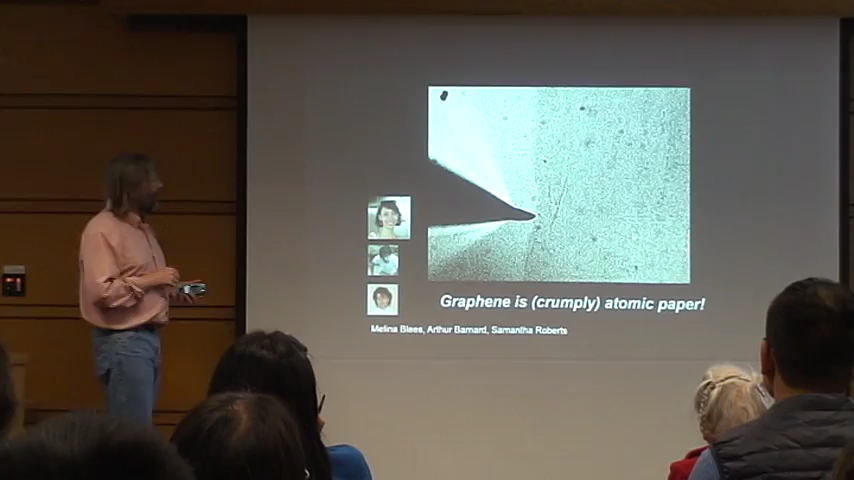 Graphene is (crumply) atomic paper!
Melina Blees, Arthur Barnard, Samantha Roberts